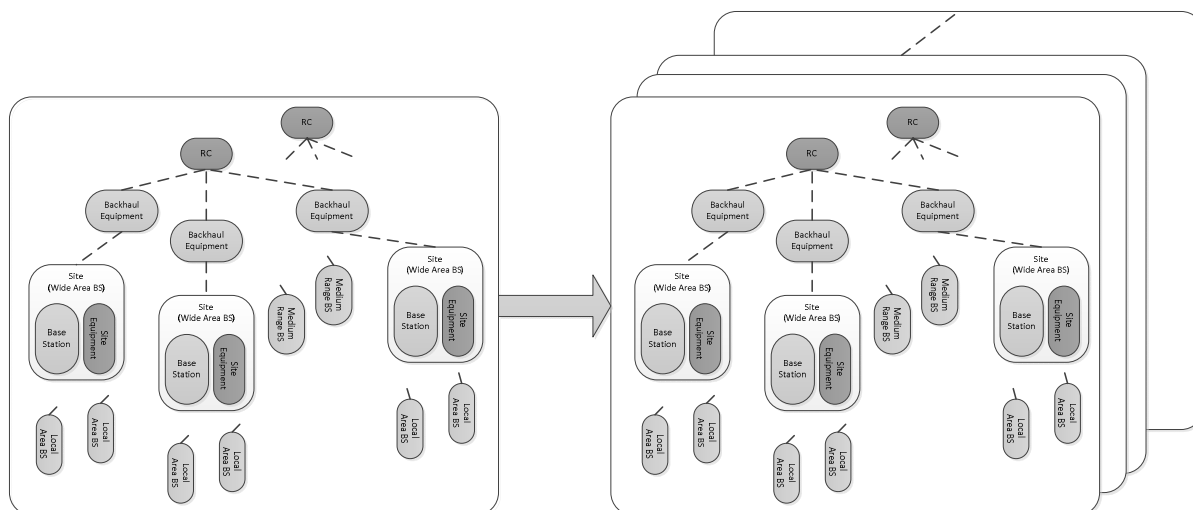 RC
RC
Backhaul
Equipment
Backhaul
Equipment
Backhaul
Equipment
Site
(Wide Area BS)
Base
Station
Site
Equipment
Site
(Wide Area BS)
Base
Station
Site
Equipment
Medium
Range BS
Medium
Range BS
Site
(Wide Area BS)
Base
Station
Site
Equipment
Local
Area BS
Local
Area BS
Local
Area BS
Local
Area BS
Local
Area BS
Local
Area BS
RC
RC
Backhaul
Equipment
Backhaul
Equipment
Backhaul
Equipment
Site
(Wide Area BS)
Base
Station
Site
Equipment
Site
(Wide Area BS)
Base
Station
Site
Equipment
Medium
Range BS
Medium
Range BS
Site
(Wide Area BS)
Base
Station
Site
Equipment
Local
Area BS
Local
Area BS
Local
Area BS
Local
Area BS
Local
Area BS
Local
Area BS